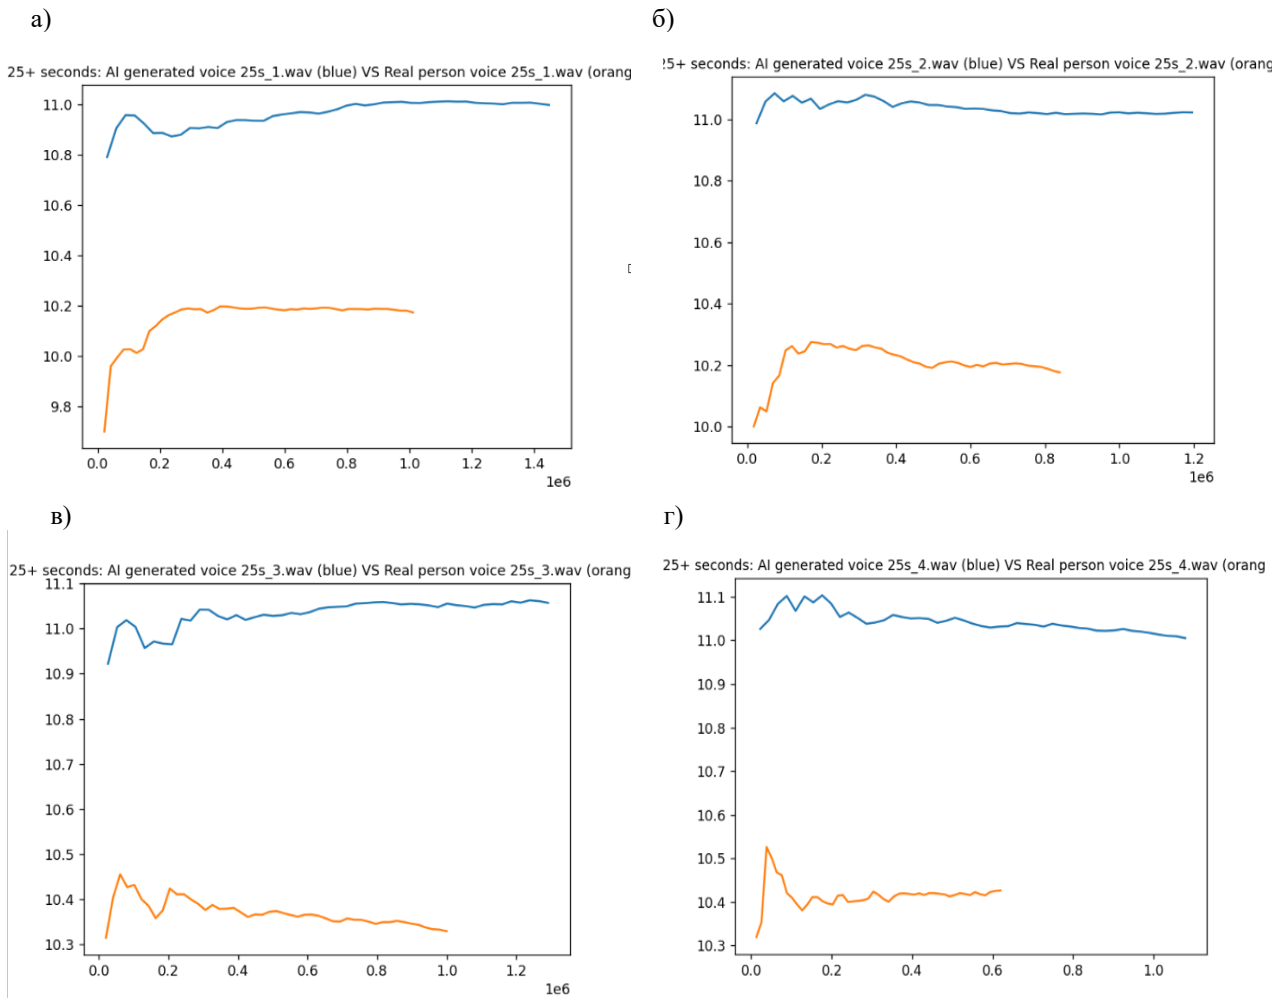 а)
25+ seconds: AI generated voice 25s_1.wav (blue) VS Real person voice 25s_1.wav (orang
11.0
10.8
10.6
10.4
10.2
10.0
9.8
0.0 0.2 0.4 0.6 0.8 1.0 1.2 1.4
1e6
б)
25+ seconds: AI generated voice 25s_2.wav (blue) VS Real person voice 25s_2.wav (orang
11.0
10.8
10.6
10.4
10.2
10.0
0.0 0.2 0.4 0.6 0.8 1.0 1.2
1e6
в)
25+ seconds: AI generated voice 25s_3.wav (blue) VS Real person voice 25s_3.wav (orang
11.1
11.0
10.9
10.8
10.7
10.6
10.5
10.4
10.3
0.0 0.2 0.4 0.6 0.8 1.0 1.2
1e6
г)
25+ seconds: AI generated voice 25s_4.wav (blue) VS Real person voice 25s_4.wav (orang
11.1
11.0
10.9
10.8
10.7
10.6
10.5
10.4
10.3
0.0 0.2 0.4 0.6 0.8 1.0